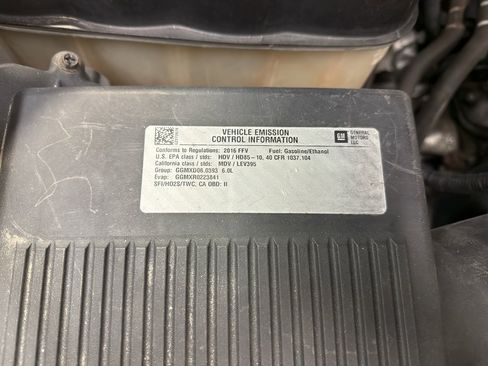 VEHICLE EMISSION
CONTROL INFORMATION
GM
GENERAL
MOTORS
LLC
Conforms to Regulations: 2016 FFV Fuel: Gasoline/Ethanol
U.S. EPA class / stds: HDV / HD85-10, 40 CFR 1037.104
California class / stds: MDV / LEV395
Group: GGMXD06.0393 6.0L
Evap: GGMXR0223841
SFI/HO2S/TWC, CA OBD: II